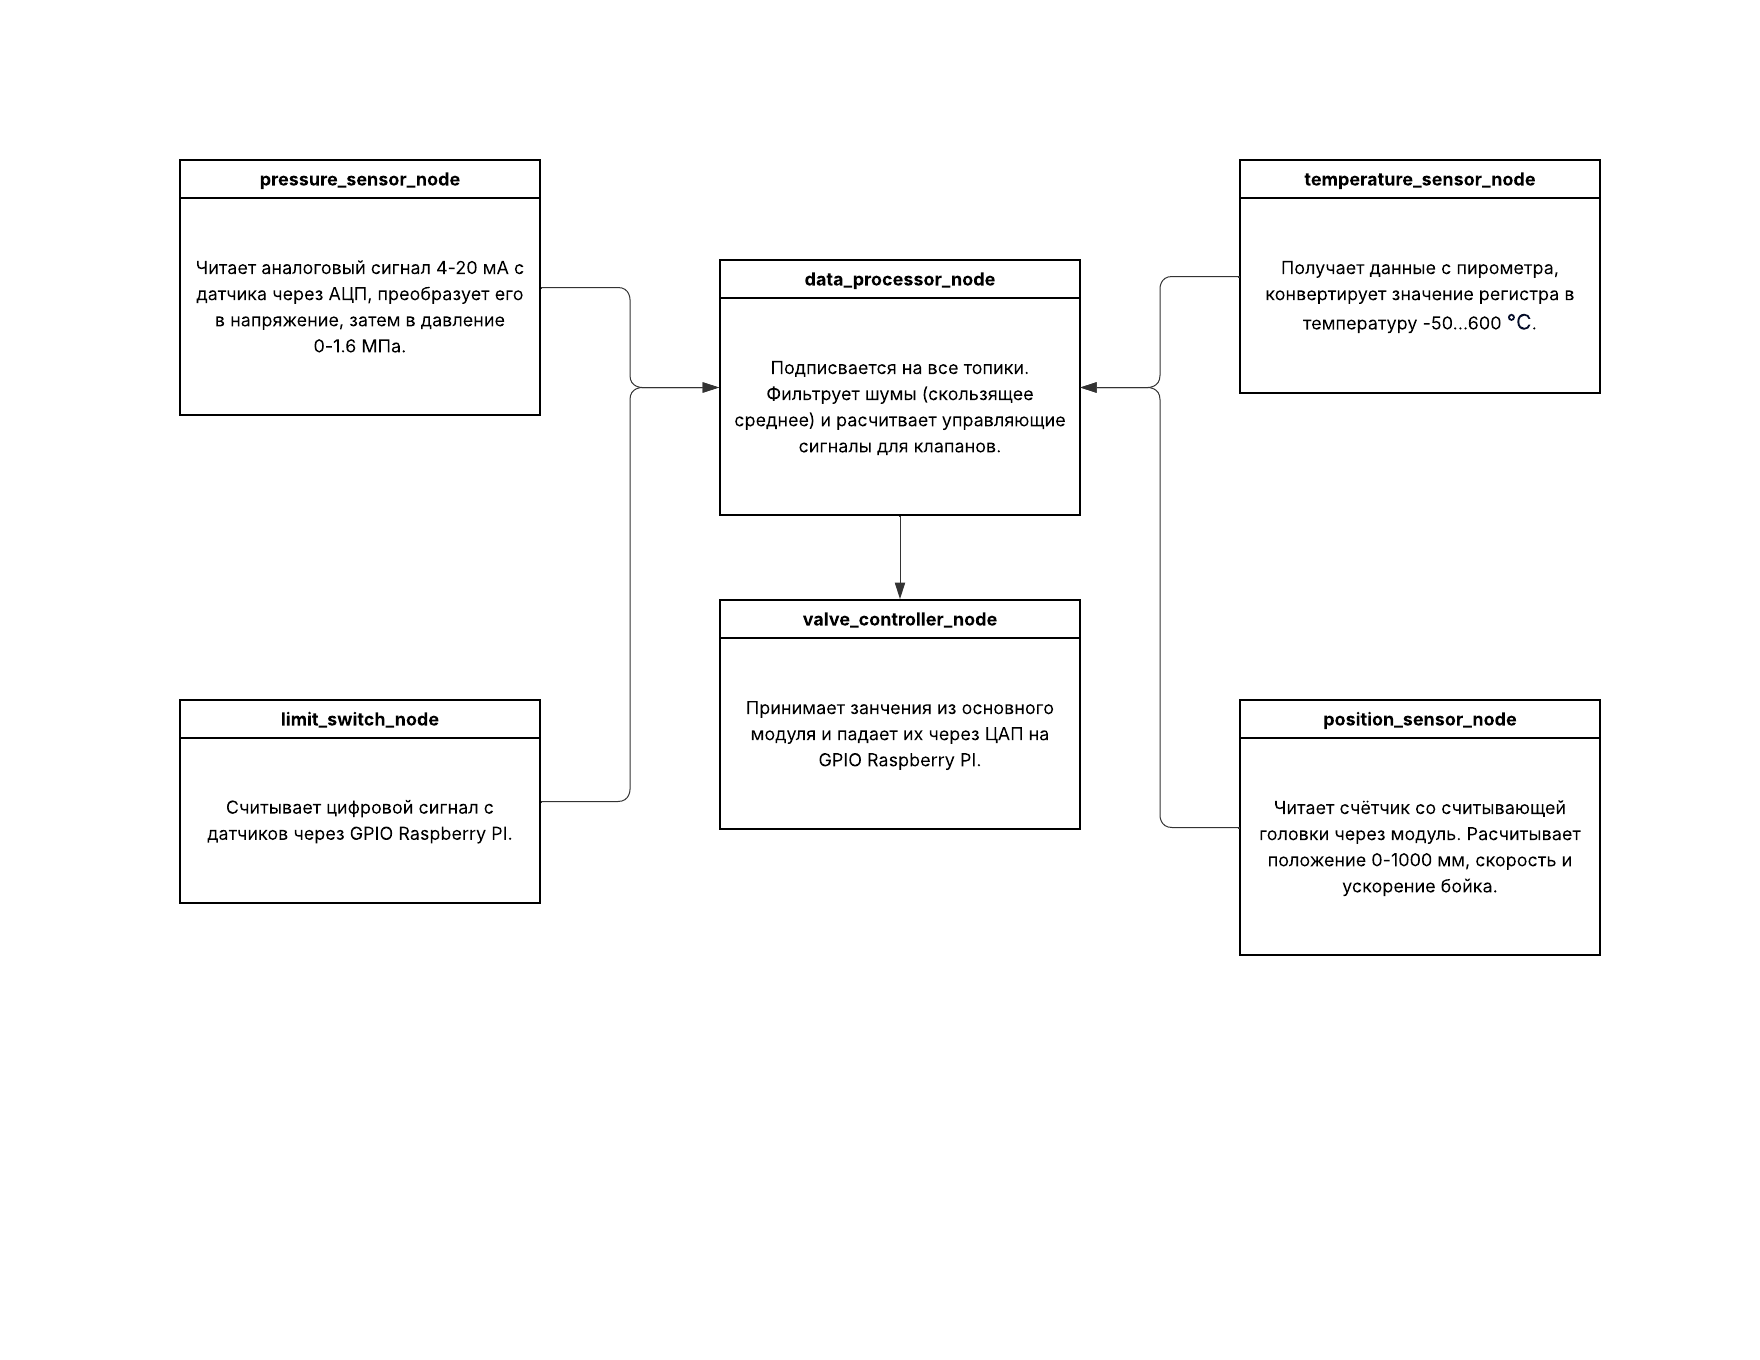 pressure_sensor_node
Читает аналоговый сигнал 4-20 мА с
датчика через АЦП, преобразует его
в напряжение, затем в давление
0-1.6 МПа.
temperature_sensor_node
Получает данные с пирометра,
конвертирует значение регистра в
температуру -50...600 °C.
data_processor_node
Подписвается на все топики.
Фильтрует шумы (скользящее
среднее) и расчитвает управляющие
сигналы для клапанов.
valve_controller_node
Принимает занчения из основного
модуля и падает их через ЦАП на
GPIO Raspberry PI.
limit_switch_node
Считывает цифровой сигнал с
датчиков через GPIO Raspberry PI.
position_sensor_node
Читает счётчик со считывающей
головки через модуль. Расчитывает
положение 0-1000 мм, скорость и
ускорение бойка.